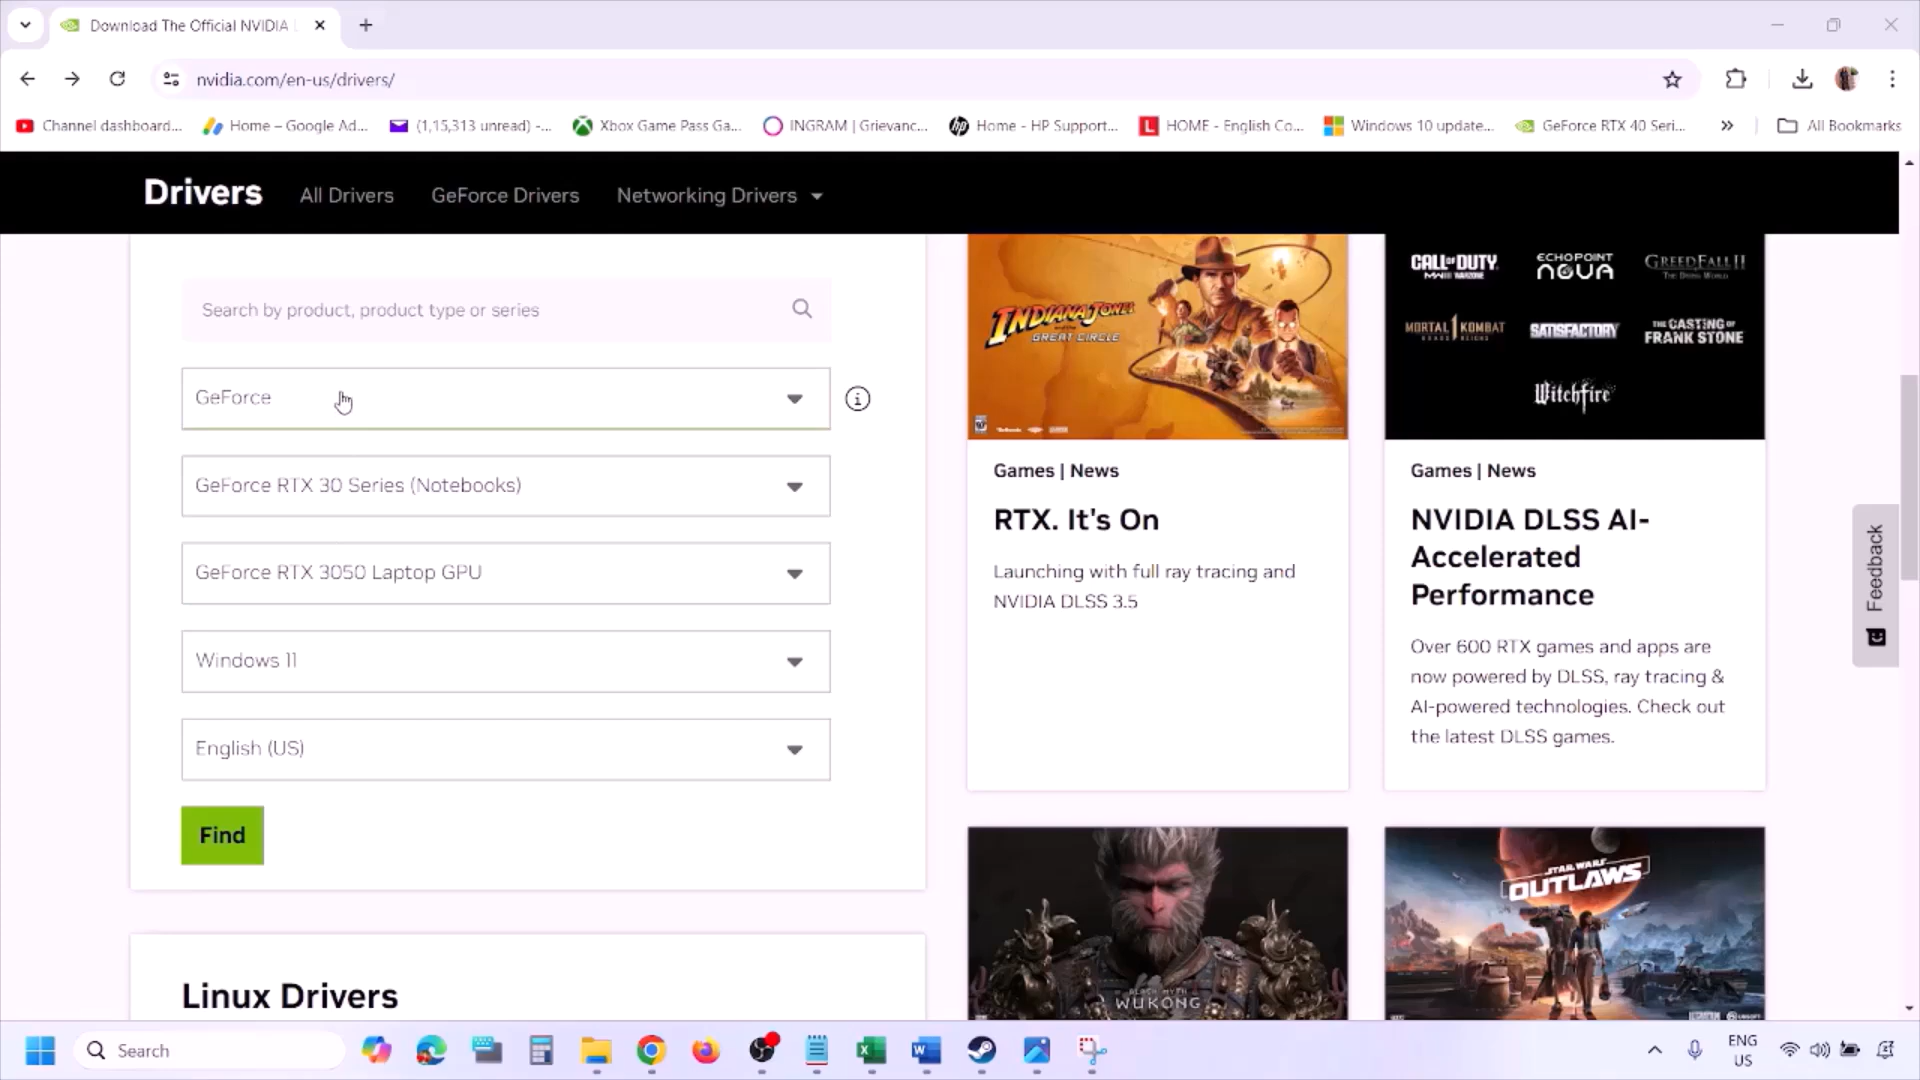 Download The Official NVIDIA
nvidia.com/en-us/drivers/
Channel dashboard...
Home – Google Ad...
(1,15,313 unread) -...
Xbox Game Pass Ga...
INGRAM | Grievanc...
Home - HP Support...
HOME - English Co...
Windows 10 update...
GeForce RTX 40 Seri...
All Bookmarks
Drivers
All Drivers
GeForce Drivers
Networking Drivers
Search by product, product type or series
GeForce
GeForce RTX 30 Series (Notebooks)
GeForce RTX 3050 Laptop GPU
Windows 11
English (US)
Find
Linux Drivers
INDIANA JONES
GREAT CIRCLE
Games | News
RTX. It's On
Launching with full ray tracing and
NVIDIA DLSS 3.5
CALL OF DUTY
ECHOPOINT
NOVA
GREEDFALL II
THE DYING WORLD
MORTAL KOMBAT 1
SATISFACTORY
THE CASTING OF
FRANK STONE
Witchfire
Games | News
NVIDIA DLSS AI-
Accelerated
Performance
Over 600 RTX games and apps are
now powered by DLSS, ray tracing &
AI-powered technologies. Check out
the latest DLSS games.
BLACK MYTH
WUKONG
STAR WARS
OUTLAWS
Feedback
Search
ENG
US